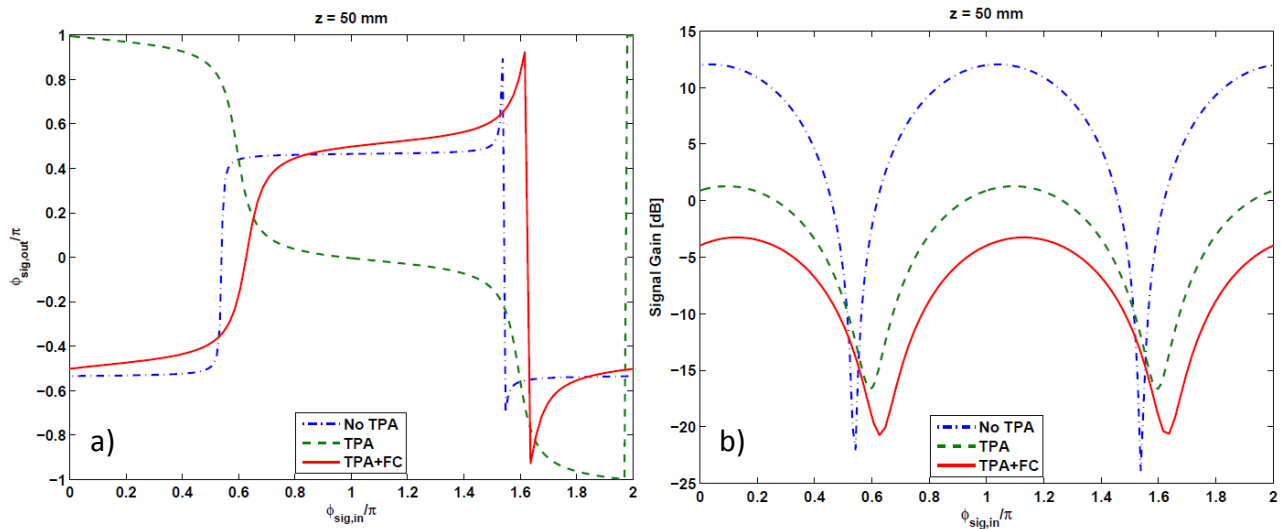 z = 50 mm
1
0.8
0.6
0.4
0.2
0
−0.2
−0.4
−0.6
−0.8
−1
0 0.2 0.4 0.6 0.8 1 1.2 1.4 1.6 1.8 2
ϕsig,in/π
ϕsig,out/π
a)
No TPA
TPA
TPA+FC
z = 50 mm
15
10
5
0
−5
−10
−15
−20
−25
0 0.2 0.4 0.6 0.8 1 1.2 1.4 1.6 1.8 2
ϕsig,in/π
Signal Gain [dB]
b)
No TPA
TPA
TPA+FC